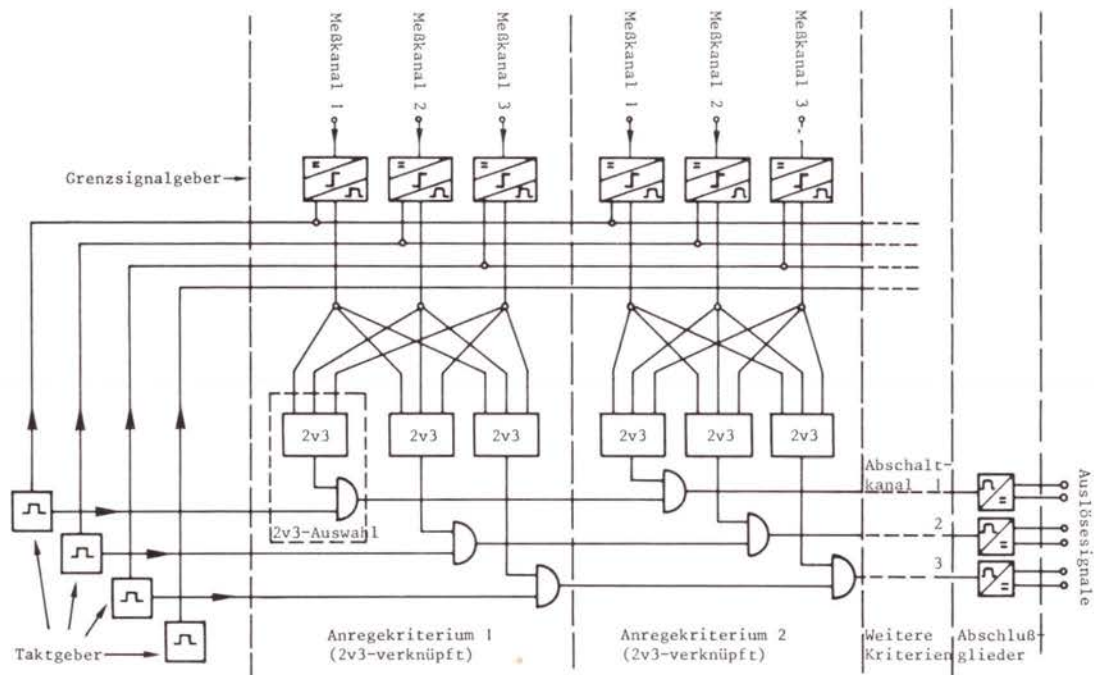 Meßkanal 1
Meßkanal 2
Meßkanal 3
Meßkanal 1
Meßkanal 2
Meßkanal 3
Grenzsignalgeber
2v3
2v3
2v3
2v3
2v3
2v3
2v3-Auswahl
Abschalt-
kanal 1
2
3
Auslösesignale
Taktgeber
Anregekriterium 1
(2v3-verknüpft)
Anregekriterium 2
(2v3-verknüpft)
Weitere
Kriterien
Abschluß-
glieder